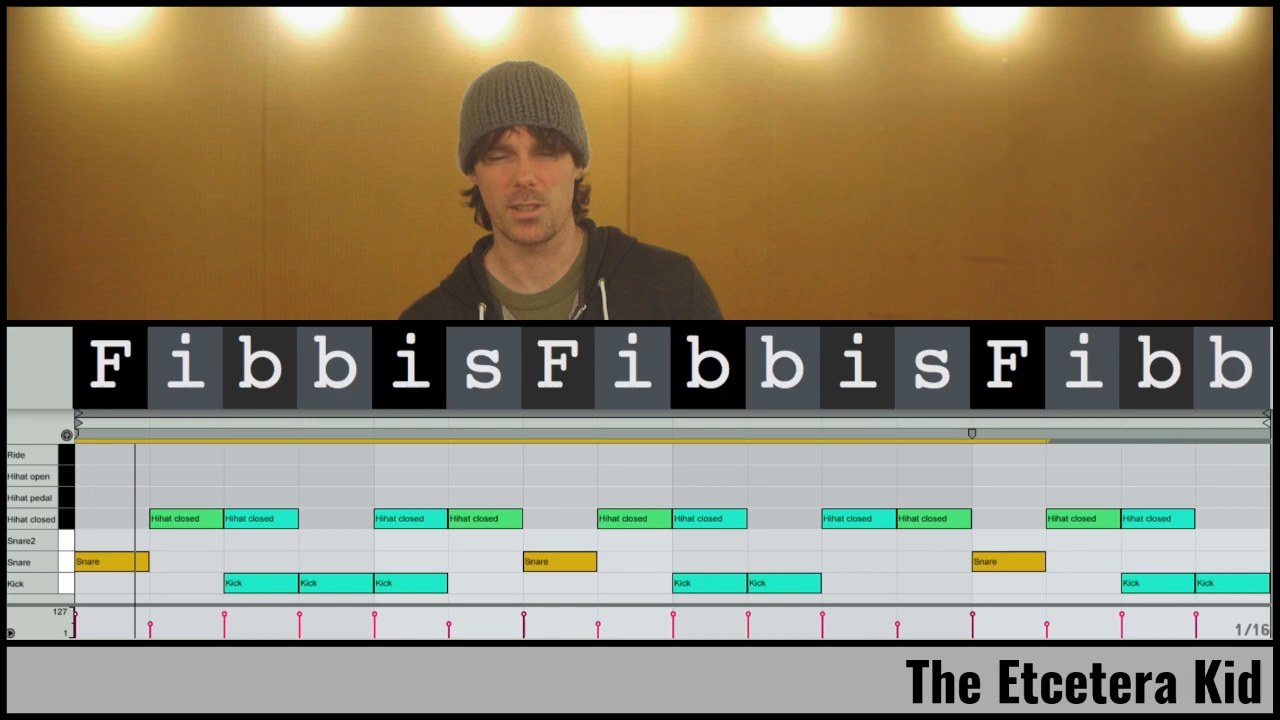 F i b b i s F i b b i s F i b b
Ride
Hihat open
Hihat pedal
Hihat closed Hihat closed Hihat closed Hihat closed Hihat closed Hihat closed Hihat closed Hihat closed Hihat closed Hihat closed Hihat closed
Snare2
Snare Snare Snare Snare
Kick Kick Kick Kick Kick Kick Kick Kick
127
1 1/16
The Etcetera Kid